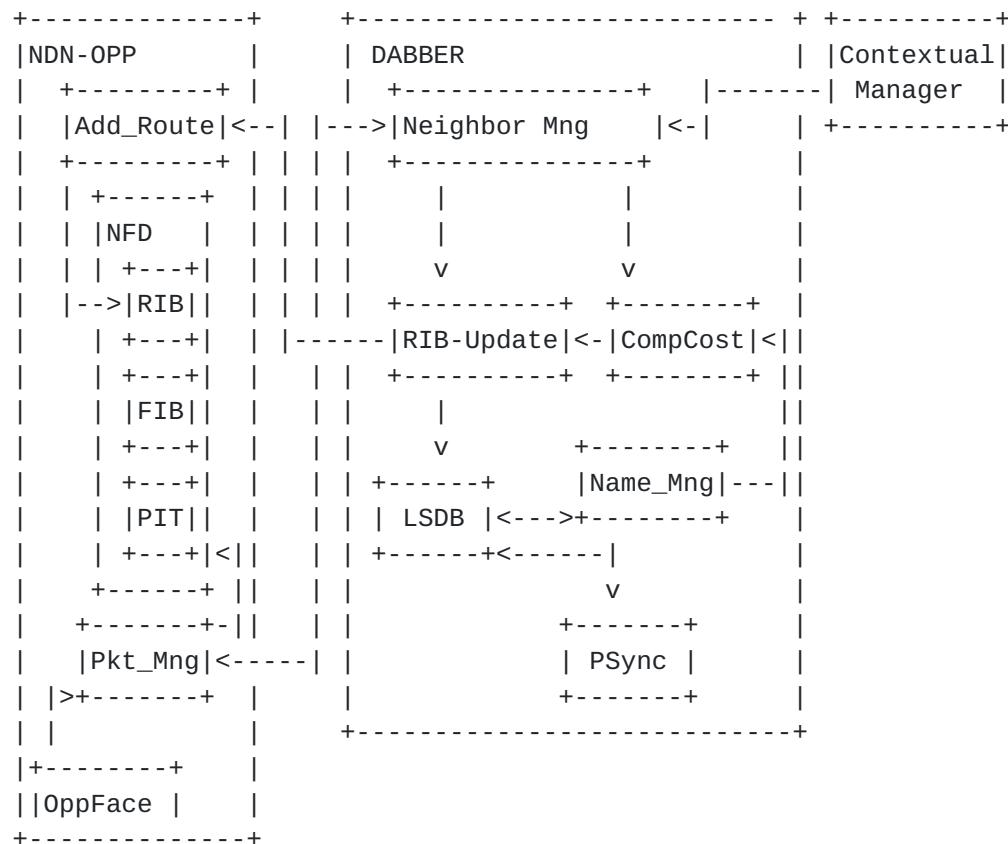 NDN-OPP DABBER Contextual
Manager
Add_Route Neighbor Mng
NFD
RIB
RIB-Update CompCost
FIB
Name_Mng
PIT LSDB
Pkt_Mng PSync
OppFace